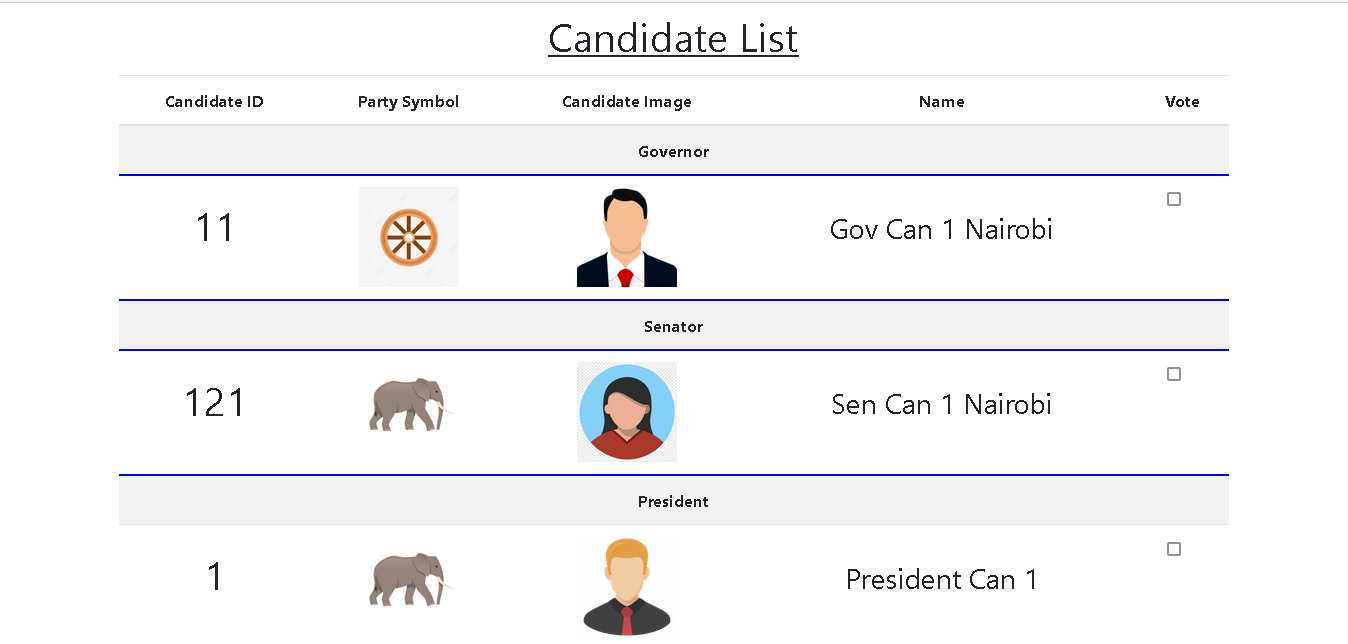 Candidate List
Candidate ID Party Symbol Candidate Image Name Vote
Governor
11 Gov Can 1 Nairobi
Senator
121 Sen Can 1 Nairobi
President
1 President Can 1